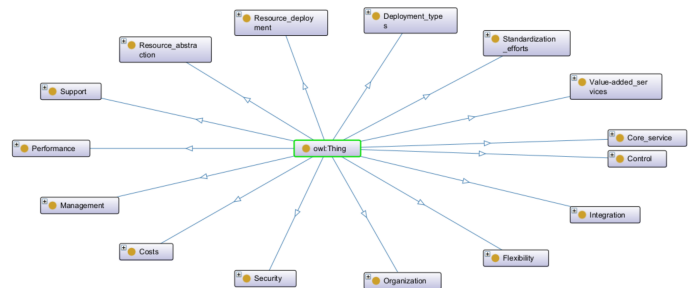 Resource_deploy
ment
Deployment_type
s
Resource_abstra
ction
Standardization
_efforts
Support
Value-added_ser
vices
Performance
owl:Thing
Core_service
Control
Management
Integration
Costs
Flexibility
Security
Organization